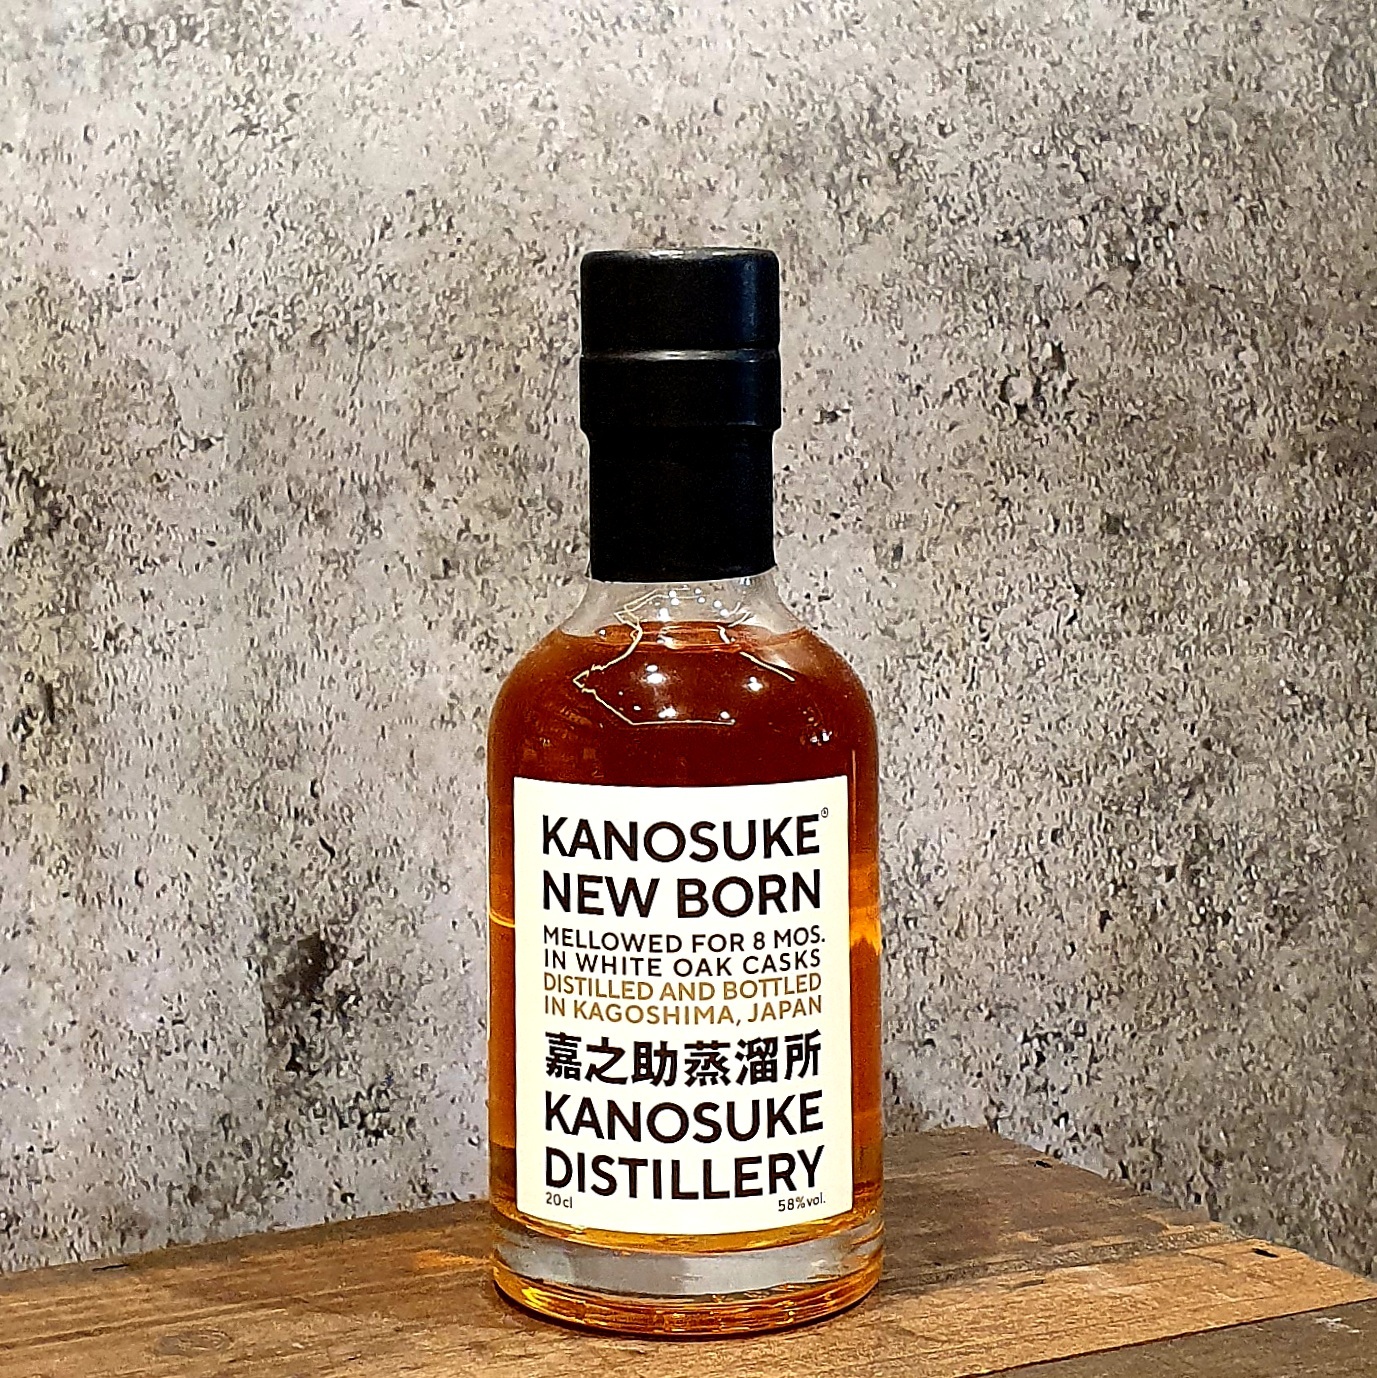 KANOSUKE®
NEW BORN
MELLOWED FOR 8 MOS.
IN WHITE OAK CASKS
DISTILLED AND BOTTLED
IN KAGOSHIMA, JAPAN
嘉之助蒸溜所
KANOSUKE
DISTILLERY
20cl 58%vol.